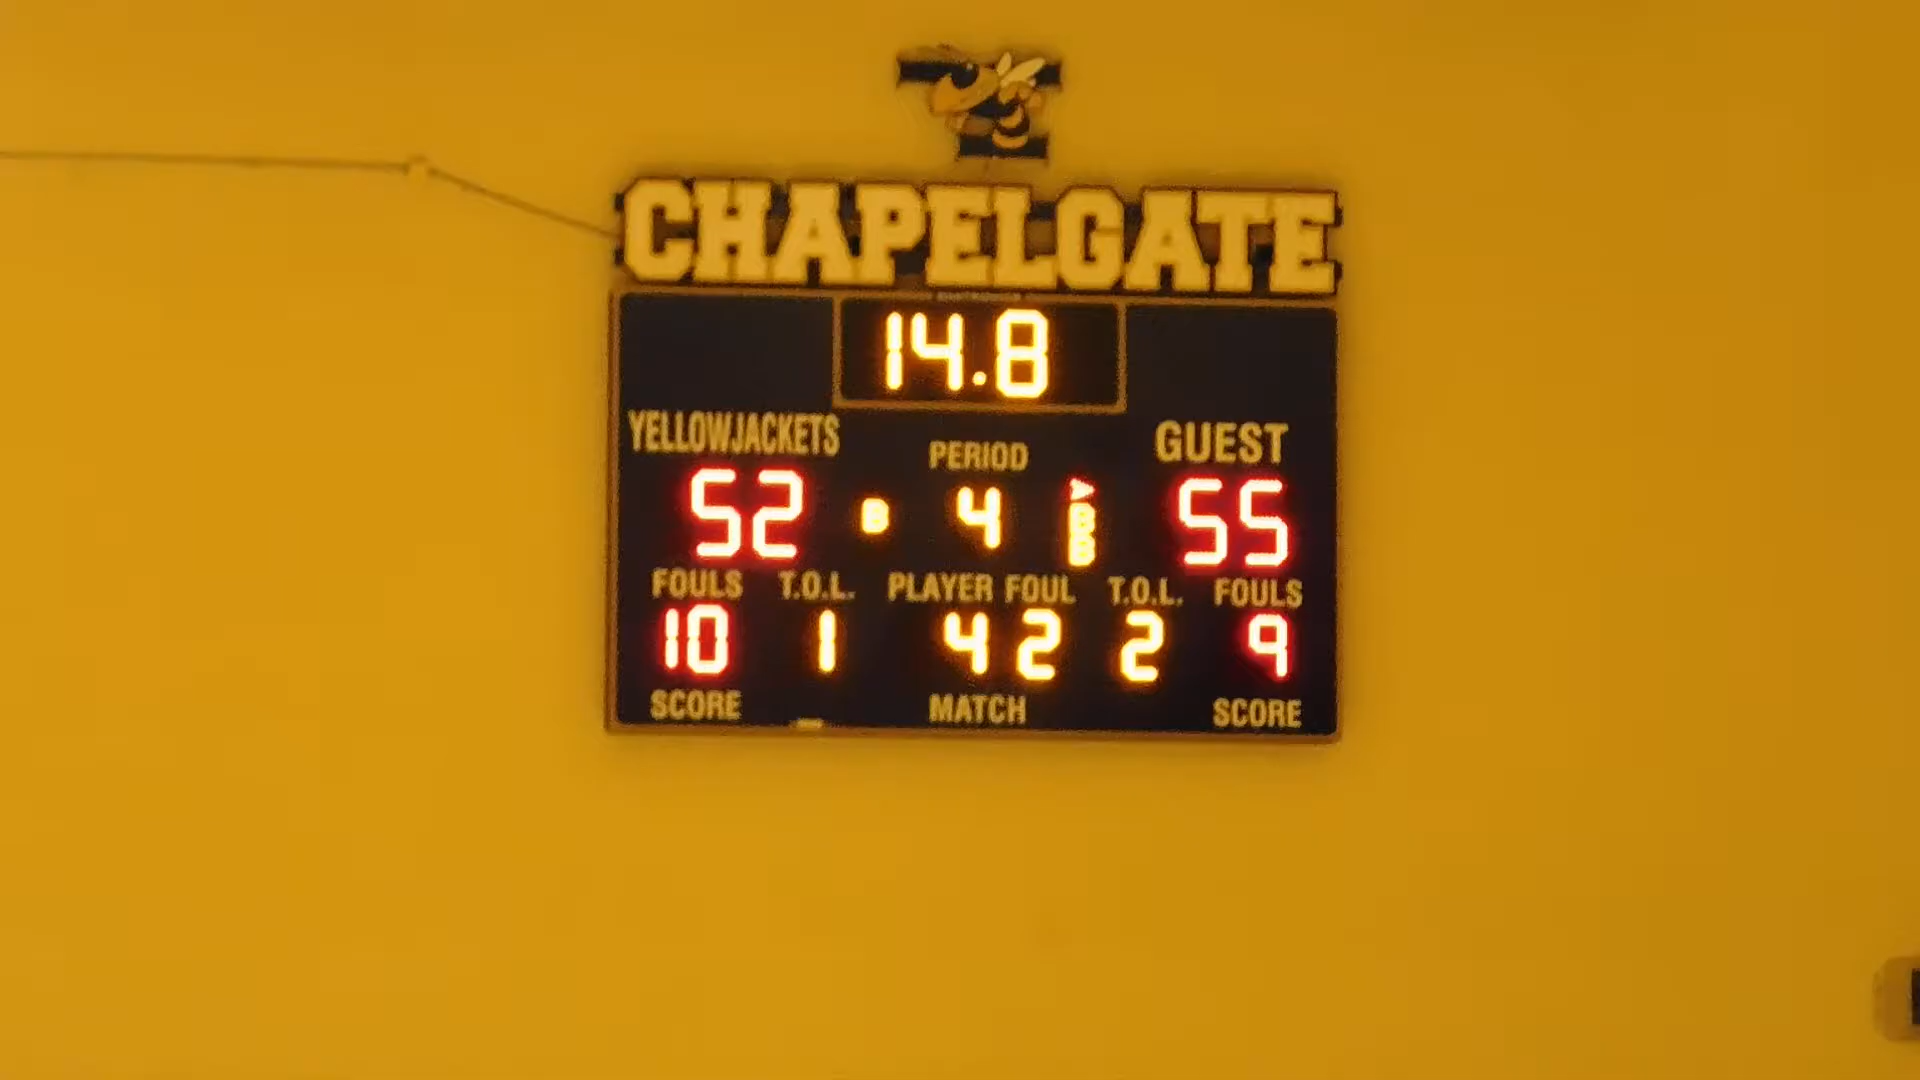 CHAPELGATE
14.8
YELLOWJACKETS PERIOD GUEST
52 B 4 B B 55
FOULS T.O.L. PLAYER FOUL T.O.L. FOULS
10 1 4 2 2 9
SCORE MATCH SCORE